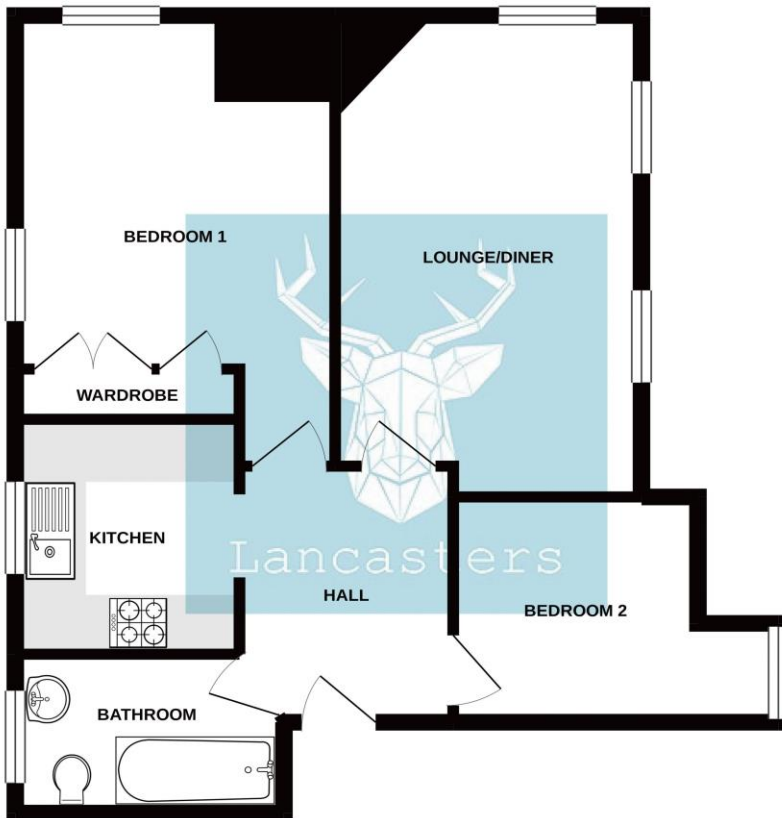 BEDROOM 1
LOUNGE/DINER
WARDROBE
KITCHEN
Lancasters
HALL
BEDROOM 2
BATHROOM